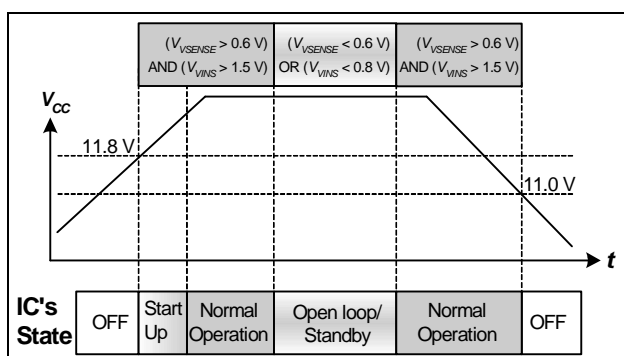 (VVSENSE > 0.6 V)
AND (VVINS > 1.5 V)
(VVSENSE < 0.6 V)
OR (VVINS < 0.8 V)
(VVSENSE > 0.6 V)
AND (VVINS > 1.5 V)
VCC
11.8 V
11.0 V
t
IC's
State
OFF
Start
Up
Normal
Operation
Open loop/
Standby
Normal
Operation
OFF